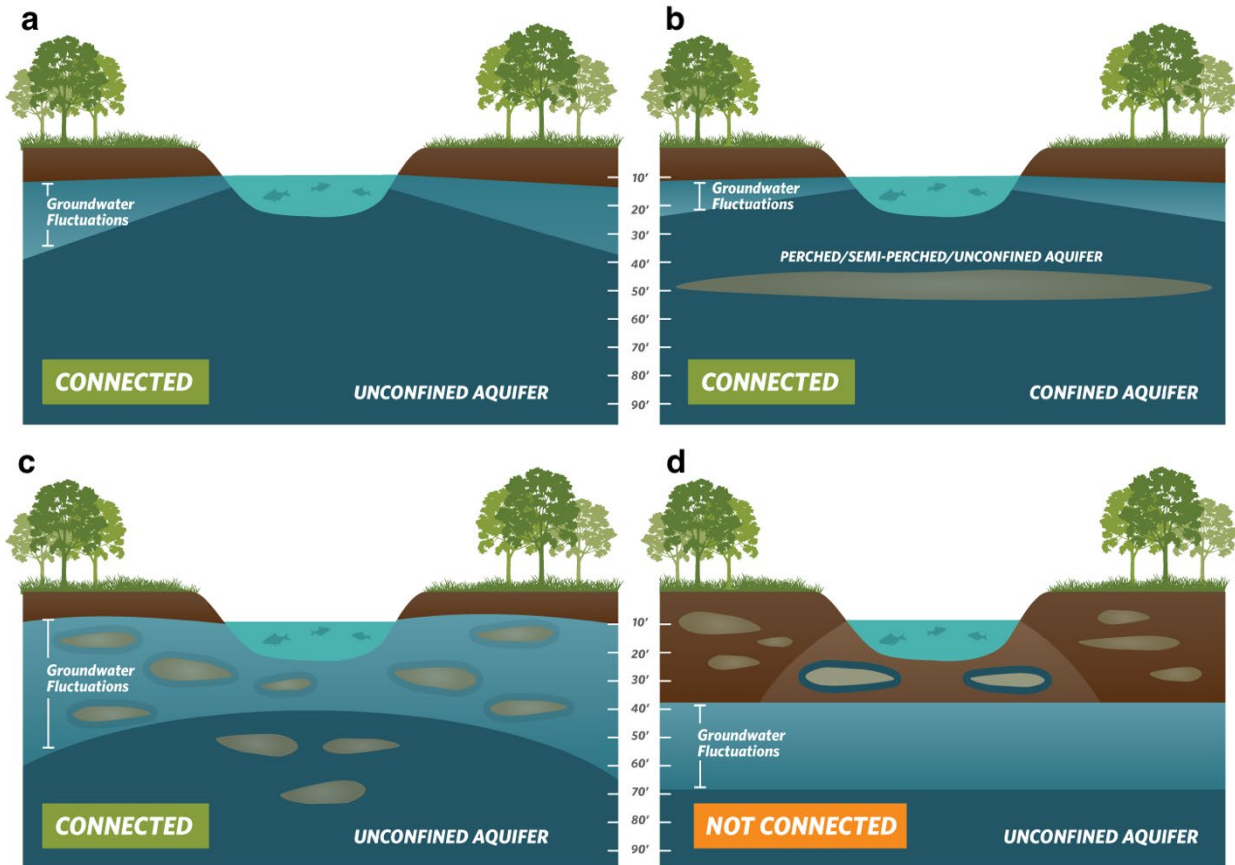 a
b
Groundwater
Fluctuations
10'
20'
30'
40'
50'
60'
70'
80'
90'
Groundwater
Fluctuations
PERCHED/SEMI-PERCHED/UNCONFINED AQUIFER
CONNECTED
UNCONFINED AQUIFER
CONNECTED
CONFINED AQUIFER
c
d
Groundwater
Fluctuations
10'
20'
30'
40'
50'
60'
70'
80'
90'
Groundwater
Fluctuations
CONNECTED
UNCONFINED AQUIFER
NOT CONNECTED
UNCONFINED AQUIFER